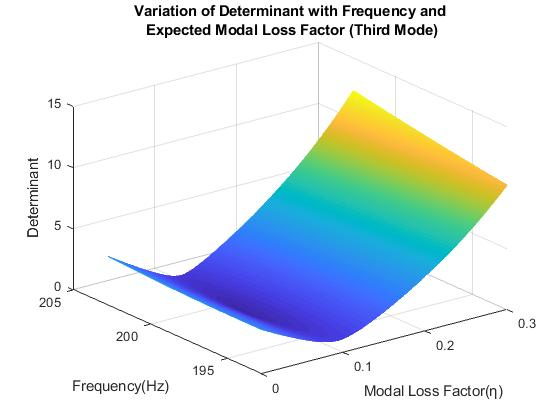 Variation of Determinant with Frequency and
Expected Modal Loss Factor (Third Mode)
15
10
5
0
Determinant
205
200
195
Frequency(Hz)
0
0.1
0.2
0.3
Modal Loss Factor(η)